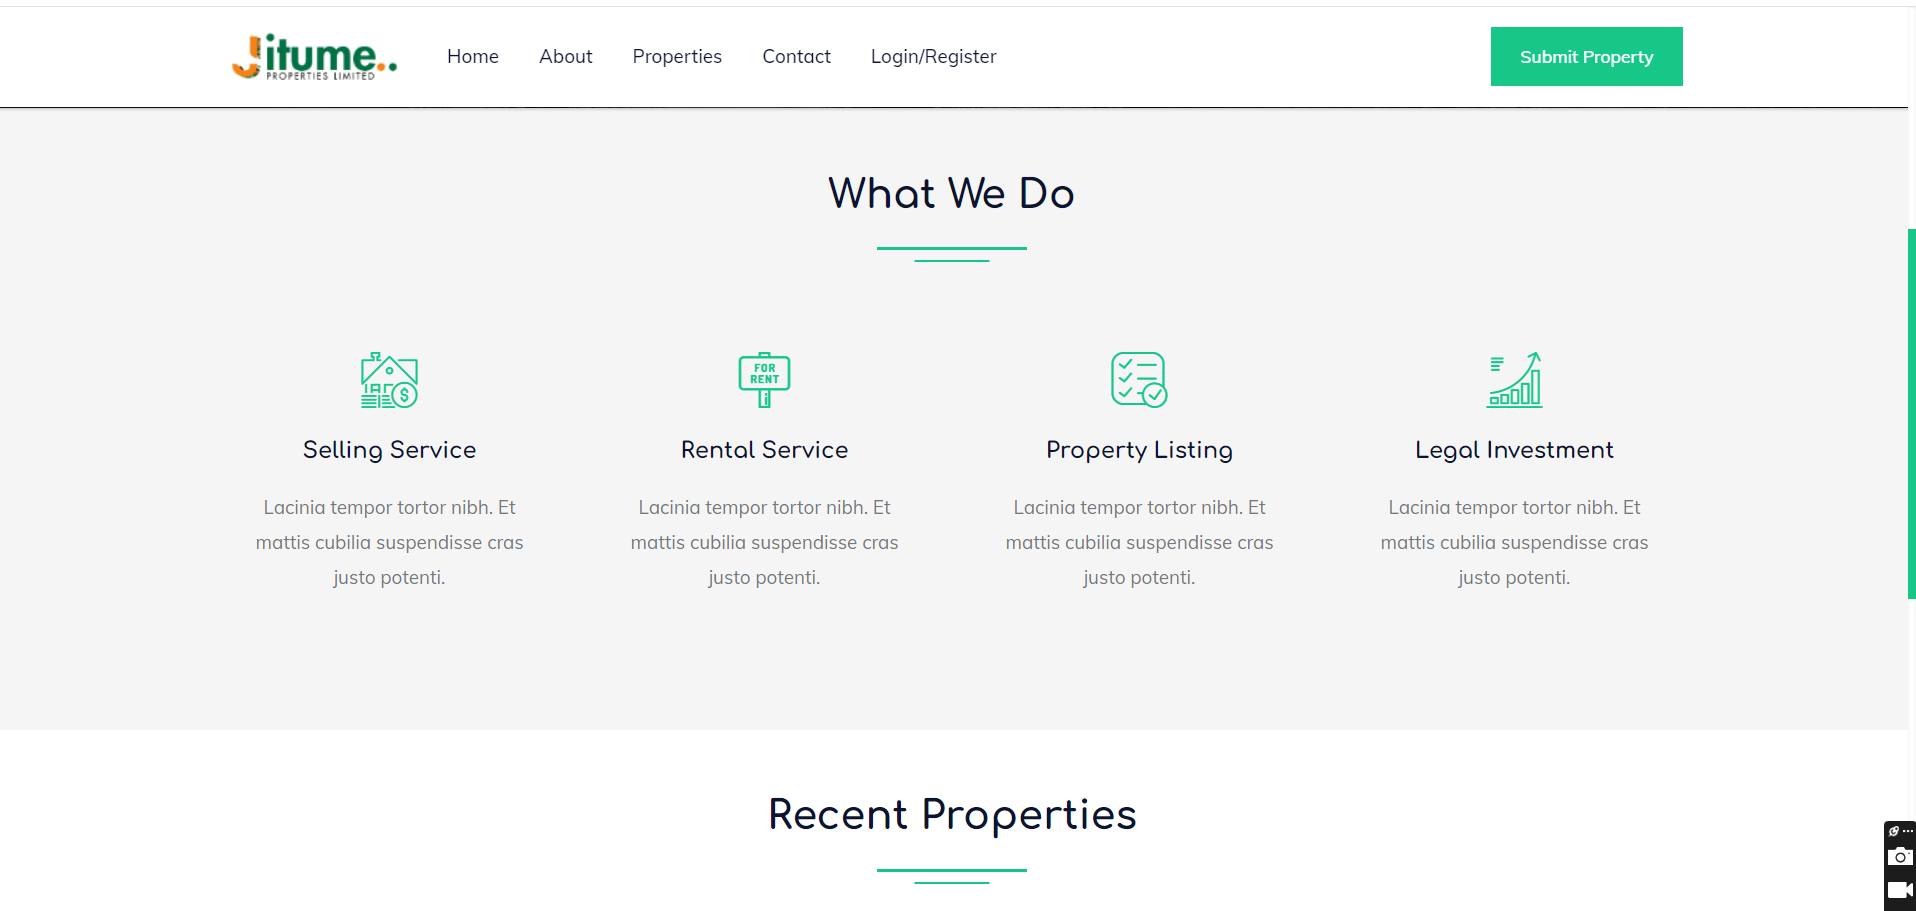 Jitume..
PROPERTIES LIMITED
Home About Properties Contact Login/Register
Submit Property
What We Do
FOR
RENT
Selling Service
Lacinia tempor tortor nibh. Et
mattis cubilia suspendisse cras
justo potenti.
Rental Service
Lacinia tempor tortor nibh. Et
mattis cubilia suspendisse cras
justo potenti.
Property Listing
Lacinia tempor tortor nibh. Et
mattis cubilia suspendisse cras
justo potenti.
Legal Investment
Lacinia tempor tortor nibh. Et
mattis cubilia suspendisse cras
justo potenti.
Recent Properties